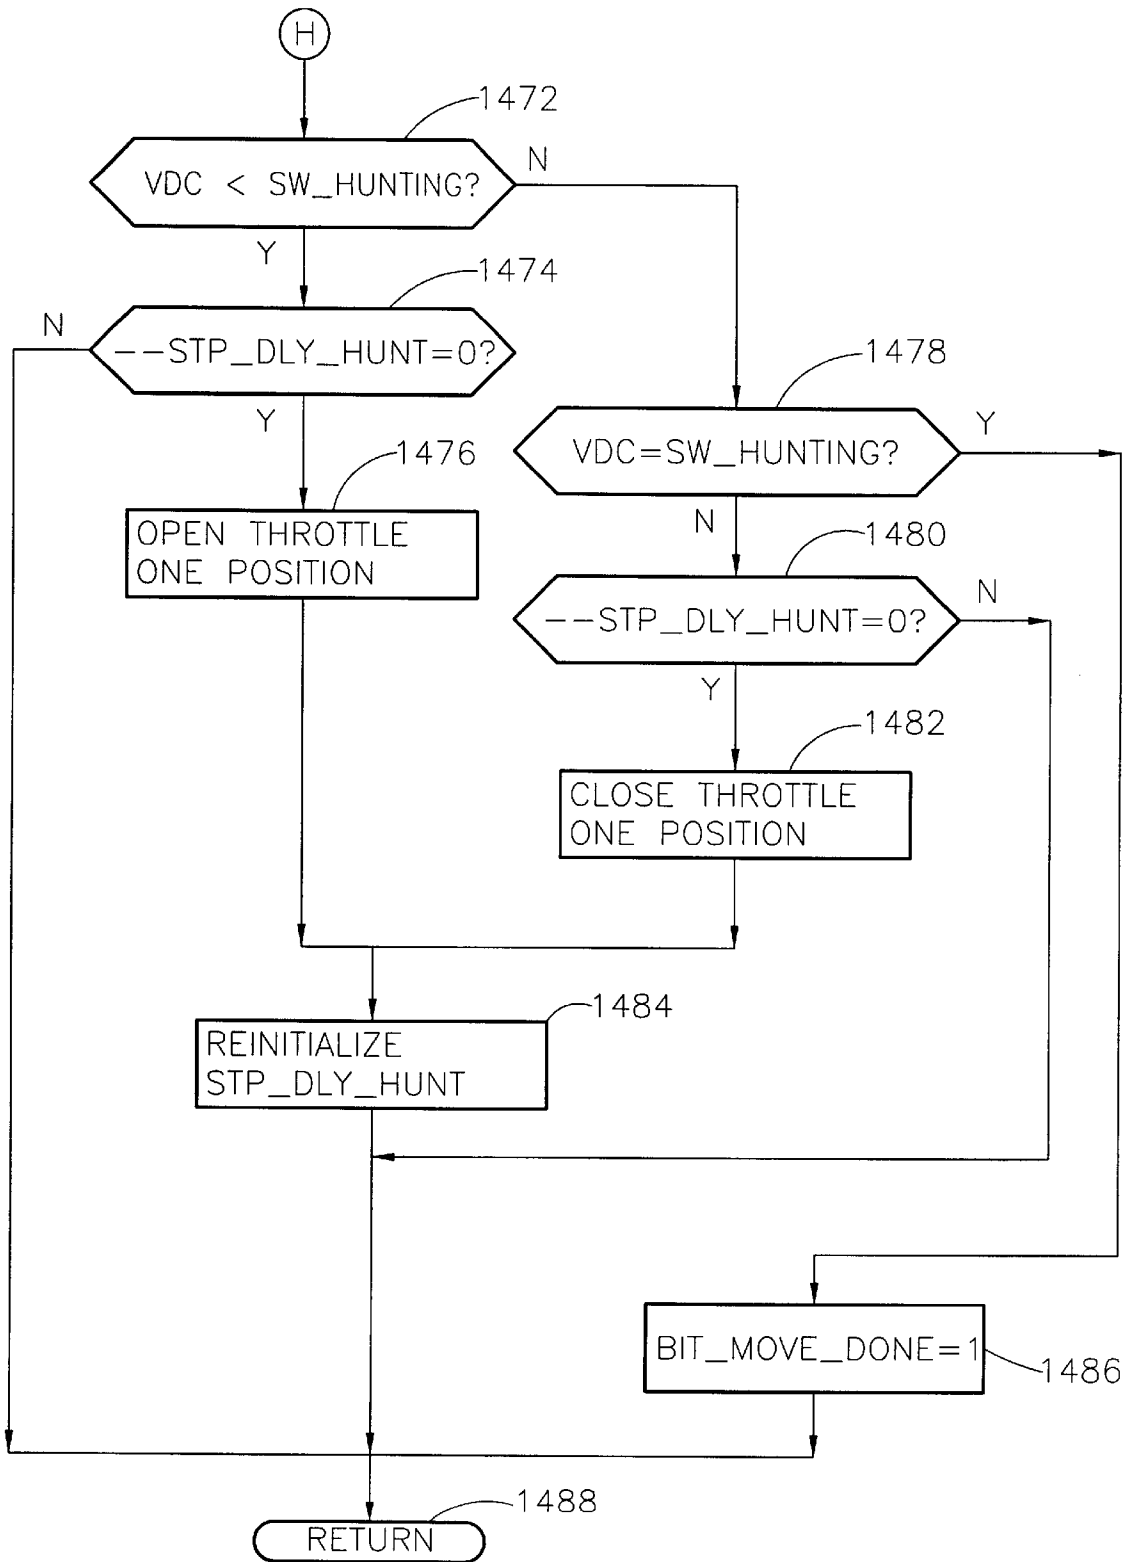 H
1472
VDC < SW_HUNTING?
N
Y
1474
N
--STP_DLY_HUNT=0?
Y
1478
VDC=SW_HUNTING?
Y
1476
OPEN THROTTLE
ONE POSITION
N
1480
--STP_DLY_HUNT=0?
N
Y
1482
CLOSE THROTTLE
ONE POSITION
1484
REINITIALIZE
STP_DLY_HUNT
BIT_MOVE_DONE=1
1486
1488
RETURN